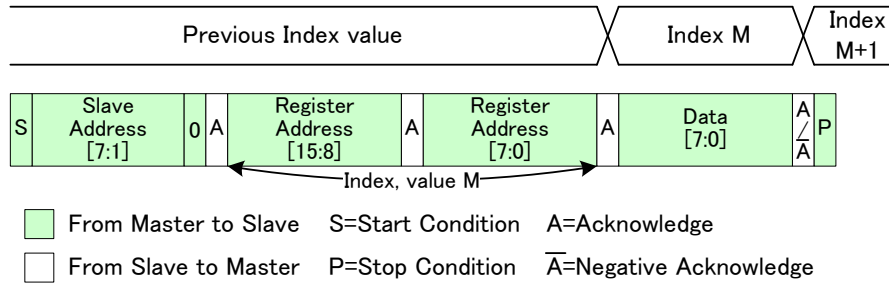 Previous Index value
Index M
Index
M+1
S
Slave
Address
[7:1]
0
A
Register
Address
[15:8]
A
Register
Address
[7:0]
A
Data
[7:0]
A
/
A̅
P
Index, value M
From Master to Slave S=Start Condition A=Acknowledge
From Slave to Master P=Stop Condition A̅=Negative Acknowledge